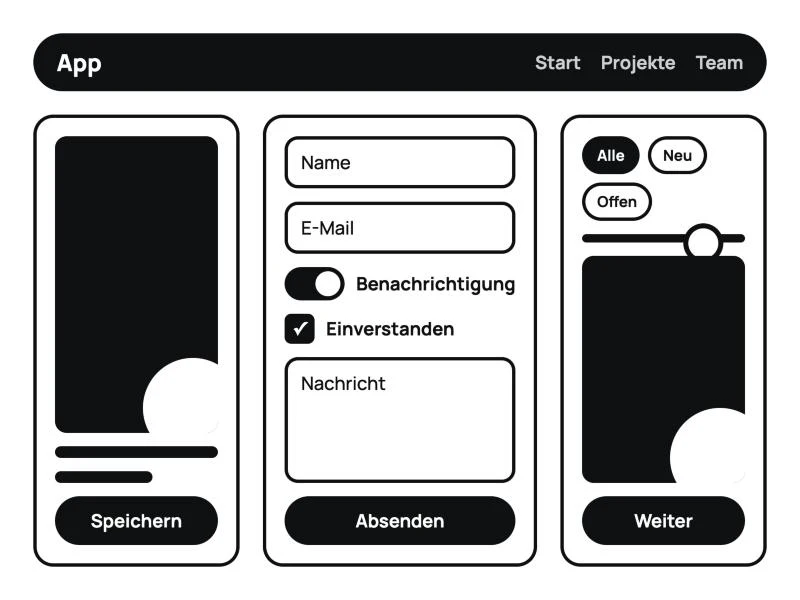 App
Start Projekte Team
Speichern
Name
E-Mail
Benachrichtigung
Einverstanden
Nachricht
Absenden
Alle Neu
Offen
Weiter